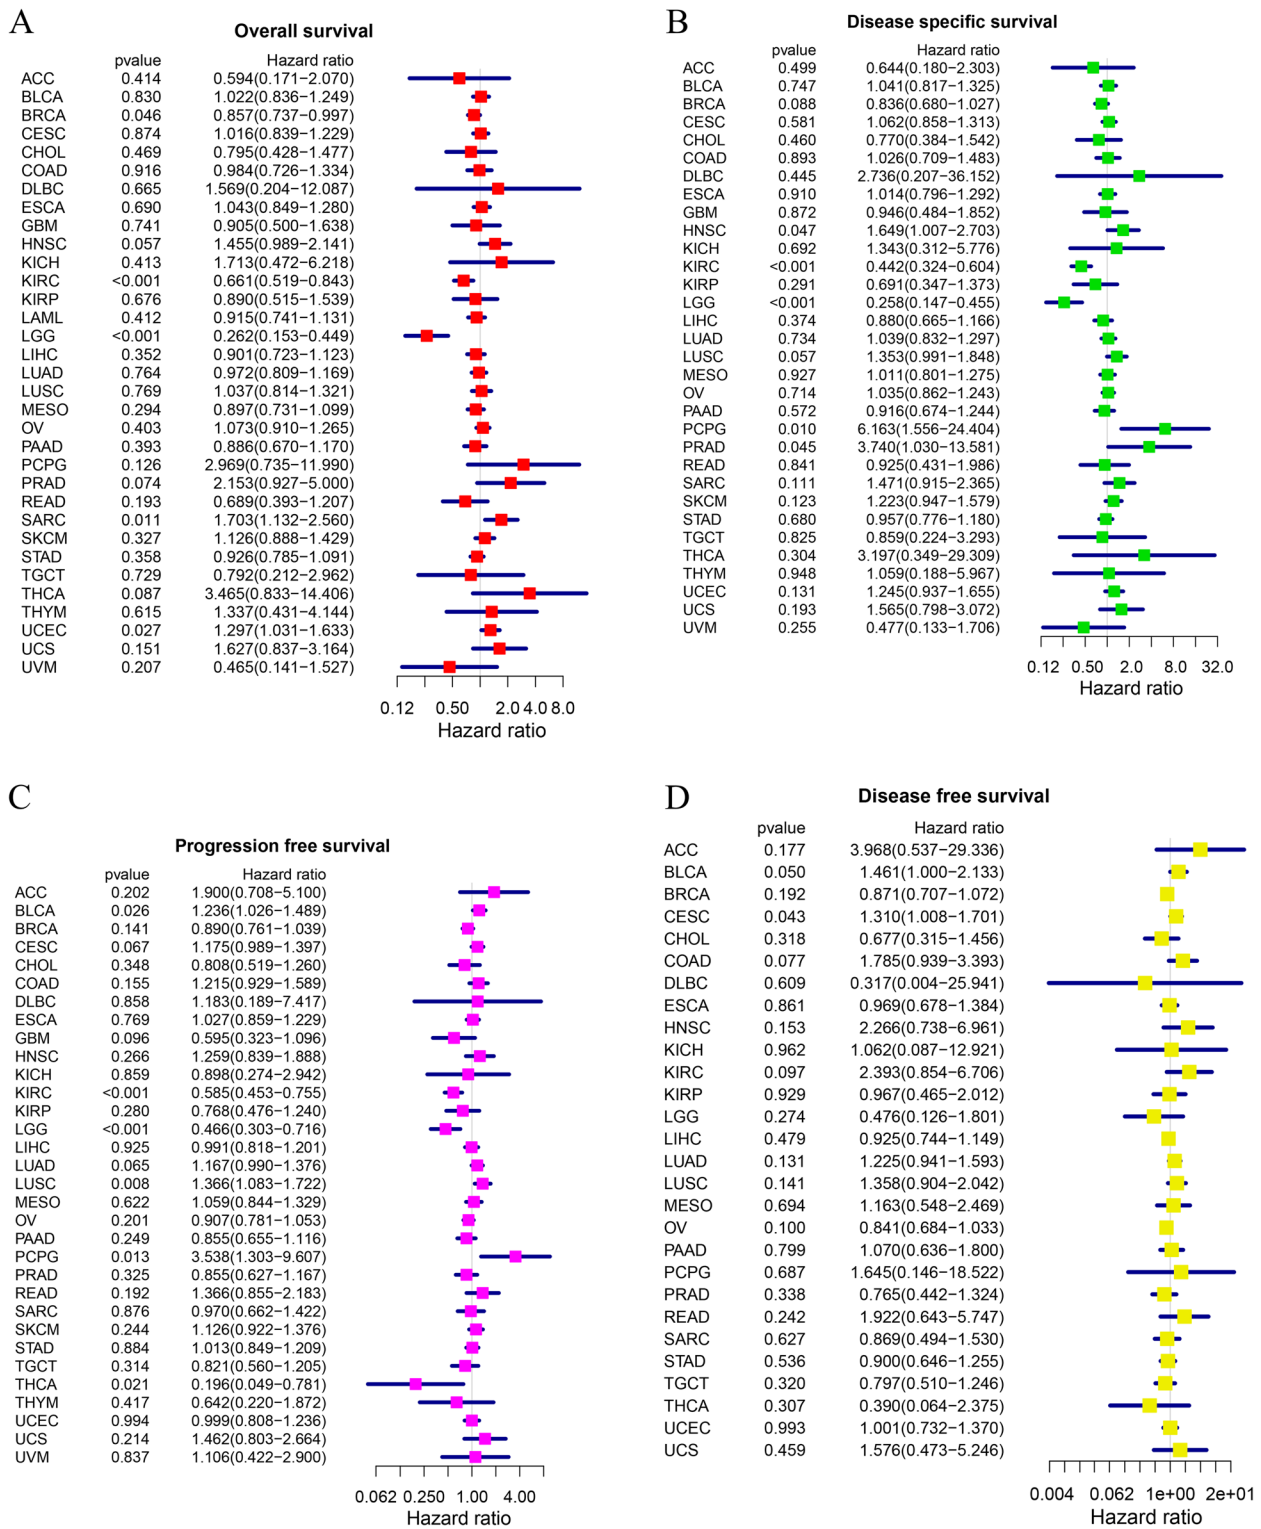 A
Overall survival
pvalue Hazard ratio
ACC 0.414 0.594(0.171−2.070)
BLCA 0.830 1.022(0.836−1.249)
BRCA 0.046 0.857(0.737−0.997)
CESC 0.874 1.016(0.839−1.229)
CHOL 0.469 0.795(0.428−1.477)
COAD 0.916 0.984(0.726−1.334)
DLBC 0.665 1.569(0.204−12.087)
ESCA 0.690 1.043(0.849−1.280)
GBM 0.741 0.905(0.500−1.638)
HNSC 0.057 1.455(0.989−2.141)
KICH 0.413 1.713(0.472−6.218)
KIRC <0.001 0.661(0.519−0.843)
KIRP 0.676 0.890(0.515−1.539)
LAML 0.412 0.915(0.741−1.131)
LGG <0.001 0.262(0.153−0.449)
LIHC 0.352 0.901(0.723−1.123)
LUAD 0.764 0.972(0.809−1.169)
LUSC 0.769 1.037(0.814−1.321)
MESO 0.294 0.897(0.731−1.099)
OV 0.403 1.073(0.910−1.265)
PAAD 0.393 0.886(0.670−1.170)
PCPG 0.126 2.969(0.735−11.990)
PRAD 0.074 2.153(0.927−5.000)
READ 0.193 0.689(0.393−1.207)
SARC 0.011 1.703(1.132−2.560)
SKCM 0.327 1.126(0.888−1.429)
STAD 0.358 0.926(0.785−1.091)
TGCT 0.729 0.792(0.212−2.962)
THCA 0.087 3.465(0.833−14.406)
THYM 0.615 1.337(0.431−4.144)
UCEC 0.027 1.297(1.031−1.633)
UCS 0.151 1.627(0.837−3.164)
UVM 0.207 0.465(0.141−1.527)
0.12 0.50 2.0 4.0 8.0
Hazard ratio
B
Disease specific survival
pvalue Hazard ratio
ACC 0.499 0.644(0.180−2.303)
BLCA 0.747 1.041(0.817−1.325)
BRCA 0.088 0.836(0.680−1.027)
CESC 0.581 1.062(0.858−1.313)
CHOL 0.460 0.770(0.384−1.542)
COAD 0.893 1.026(0.709−1.483)
DLBC 0.445 2.736(0.207−36.152)
ESCA 0.910 1.014(0.796−1.292)
GBM 0.872 0.946(0.484−1.852)
HNSC 0.047 1.649(1.007−2.703)
KICH 0.692 1.343(0.312−5.776)
KIRC <0.001 0.442(0.324−0.604)
KIRP 0.291 0.691(0.347−1.373)
LGG <0.001 0.258(0.147−0.455)
LIHC 0.374 0.880(0.665−1.166)
LUAD 0.734 1.039(0.832−1.297)
LUSC 0.057 1.353(0.991−1.848)
MESO 0.927 1.011(0.801−1.275)
OV 0.714 1.035(0.862−1.243)
PAAD 0.572 0.916(0.674−1.244)
PCPG 0.010 6.163(1.556−24.404)
PRAD 0.045 3.740(1.030−13.581)
READ 0.841 0.925(0.431−1.986)
SARC 0.111 1.471(0.915−2.365)
SKCM 0.123 1.223(0.947−1.579)
STAD 0.680 0.957(0.776−1.180)
TGCT 0.825 0.859(0.224−3.293)
THCA 0.304 3.197(0.349−29.309)
THYM 0.948 1.059(0.188−5.967)
UCEC 0.131 1.245(0.937−1.655)
UCS 0.193 1.565(0.798−3.072)
UVM 0.255 0.477(0.133−1.706)
0.12 0.50 2.0 8.0 32.0
Hazard ratio
C
Progression free survival
pvalue Hazard ratio
ACC 0.202 1.900(0.708−5.100)
BLCA 0.026 1.236(1.026−1.489)
BRCA 0.141 0.890(0.761−1.039)
CESC 0.067 1.175(0.989−1.397)
CHOL 0.348 0.808(0.519−1.260)
COAD 0.155 1.215(0.929−1.589)
DLBC 0.858 1.183(0.189−7.417)
ESCA 0.769 1.027(0.859−1.229)
GBM 0.096 0.595(0.323−1.096)
HNSC 0.266 1.259(0.839−1.888)
KICH 0.859 0.898(0.274−2.942)
KIRC <0.001 0.585(0.453−0.755)
KIRP 0.280 0.768(0.476−1.240)
LGG <0.001 0.466(0.303−0.716)
LIHC 0.925 0.991(0.818−1.201)
LUAD 0.065 1.167(0.990−1.376)
LUSC 0.008 1.366(1.083−1.722)
MESO 0.622 1.059(0.844−1.329)
OV 0.201 0.907(0.781−1.053)
PAAD 0.249 0.855(0.655−1.116)
PCPG 0.013 3.538(1.303−9.607)
PRAD 0.325 0.855(0.627−1.167)
READ 0.192 1.366(0.855−2.183)
SARC 0.876 0.970(0.662−1.422)
SKCM 0.244 1.126(0.922−1.376)
STAD 0.884 1.013(0.849−1.209)
TGCT 0.314 0.821(0.560−1.205)
THCA 0.021 0.196(0.049−0.781)
THYM 0.417 0.642(0.220−1.872)
UCEC 0.994 0.999(0.808−1.236)
UCS 0.214 1.462(0.803−2.664)
UVM 0.837 1.106(0.422−2.900)
0.062 0.250 1.00 4.00
Hazard ratio
D
Disease free survival
pvalue Hazard ratio
ACC 0.177 3.968(0.537−29.336)
BLCA 0.050 1.461(1.000−2.133)
BRCA 0.192 0.871(0.707−1.072)
CESC 0.043 1.310(1.008−1.701)
CHOL 0.318 0.677(0.315−1.456)
COAD 0.077 1.785(0.939−3.393)
DLBC 0.609 0.317(0.004−25.941)
ESCA 0.861 0.969(0.678−1.384)
HNSC 0.153 2.266(0.738−6.961)
KICH 0.962 1.062(0.087−12.921)
KIRC 0.097 2.393(0.854−6.706)
KIRP 0.929 0.967(0.465−2.012)
LGG 0.274 0.476(0.126−1.801)
LIHC 0.479 0.925(0.744−1.149)
LUAD 0.131 1.225(0.941−1.593)
LUSC 0.141 1.358(0.904−2.042)
MESO 0.694 1.163(0.548−2.469)
OV 0.100 0.841(0.684−1.033)
PAAD 0.799 1.070(0.636−1.800)
PCPG 0.687 1.645(0.146−18.522)
PRAD 0.338 0.765(0.442−1.324)
READ 0.242 1.922(0.643−5.747)
SARC 0.627 0.869(0.494−1.530)
STAD 0.536 0.900(0.646−1.255)
TGCT 0.320 0.797(0.510−1.246)
THCA 0.307 0.390(0.064−2.375)
UCEC 0.993 1.001(0.732−1.370)
UCS 0.459 1.576(0.473−5.246)
0.004 0.062 1e+00 2e+01
Hazard ratio